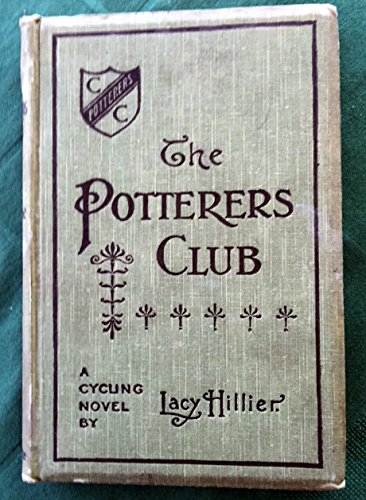 C
POTTERERS
C
The
POTTERERS
CLUB
A
CYCLING
NOVEL
BY
Lacy Hillier.